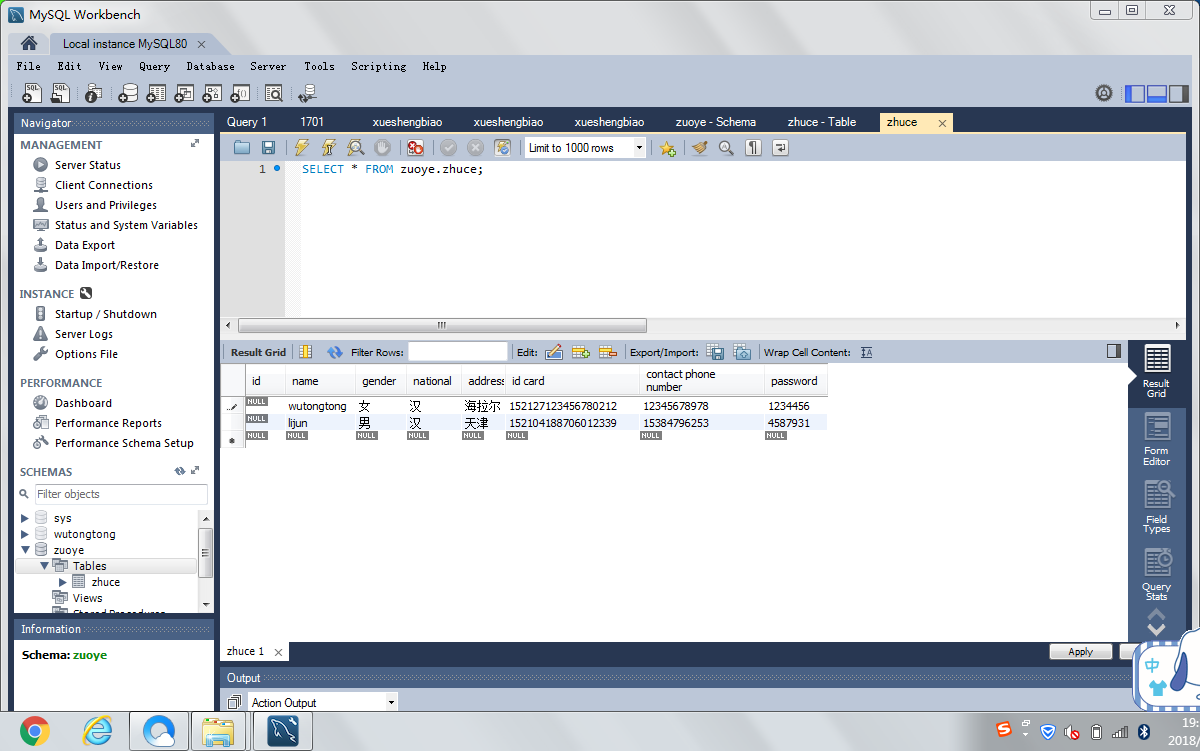 MySQL Workbench
Local instance MySQL80
File Edit View Query Database Server Tools Scripting Help
Navigator
Query 1 1701 xueshengbiao xueshengbiao xueshengbiao zuoye - Schema zhuce - Table zhuce
MANAGEMENT
Server Status
Client Connections
Users and Privileges
Status and System Variables
Data Export
Data Import/Restore
INSTANCE
Startup / Shutdown
Server Logs
Options File
PERFORMANCE
Dashboard
Performance Reports
Performance Schema Setup
SCHEMAS
Filter objects
sys
wutongtong
zuoye
Tables
zhuce
Views
Stored Procedures
Information
Schema: zuoye
Limit to 1000 rows
1 SELECT * FROM zuoye.zhuce;
Result Grid Filter Rows: Edit: Export/Import: Wrap Cell Content: IA
id name gender national address id card contact phone number password
NULL wutongtong 女 汉 海拉尔 152127123456780212 12345678978 1234456
NULL lijun 男 汉 天津 152104188706012339 15384796253 4587931
NULL NULL NULL NULL NULL NULL NULL NULL
Result
Grid
Form
Editor
Field
Types
Query
Stats
zhuce 1
Apply
Output
Action Output
中
19:
2018/